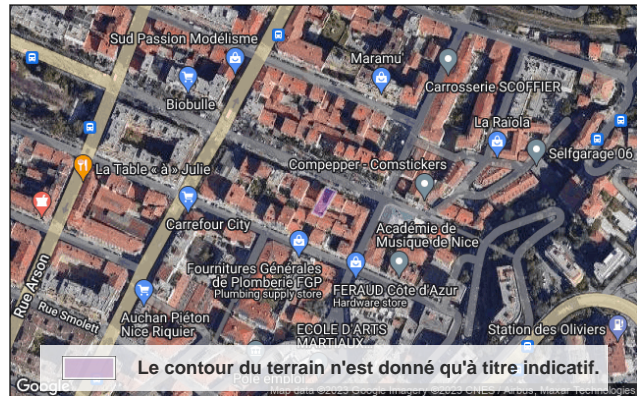 Sud Passion Modélisme
Maramu'
Carrosserie SCOFFIER
Biobulle
La Raïola
Selfgarage 06
La Table « à » Julie
Compepper - Comstickers
Carrefour City
Académie de
Musique de Nice
Fournitures Générales
de Plomberie FGP
Plumbing supply store
FERAUD Côte d'Azur
Hardware store
Rue Arson
Rue Smolett
Auchan Piéton
Nice Riquier
ECOLE D'ARTS
MARTIAUX
Station des Oliviers
Le contour du terrain n'est donné qu'à titre indicatif.
Pôle emploi
Google
Map data ©2023 Google Imagery ©2023 CNES / Airbus, Maxar Technologies